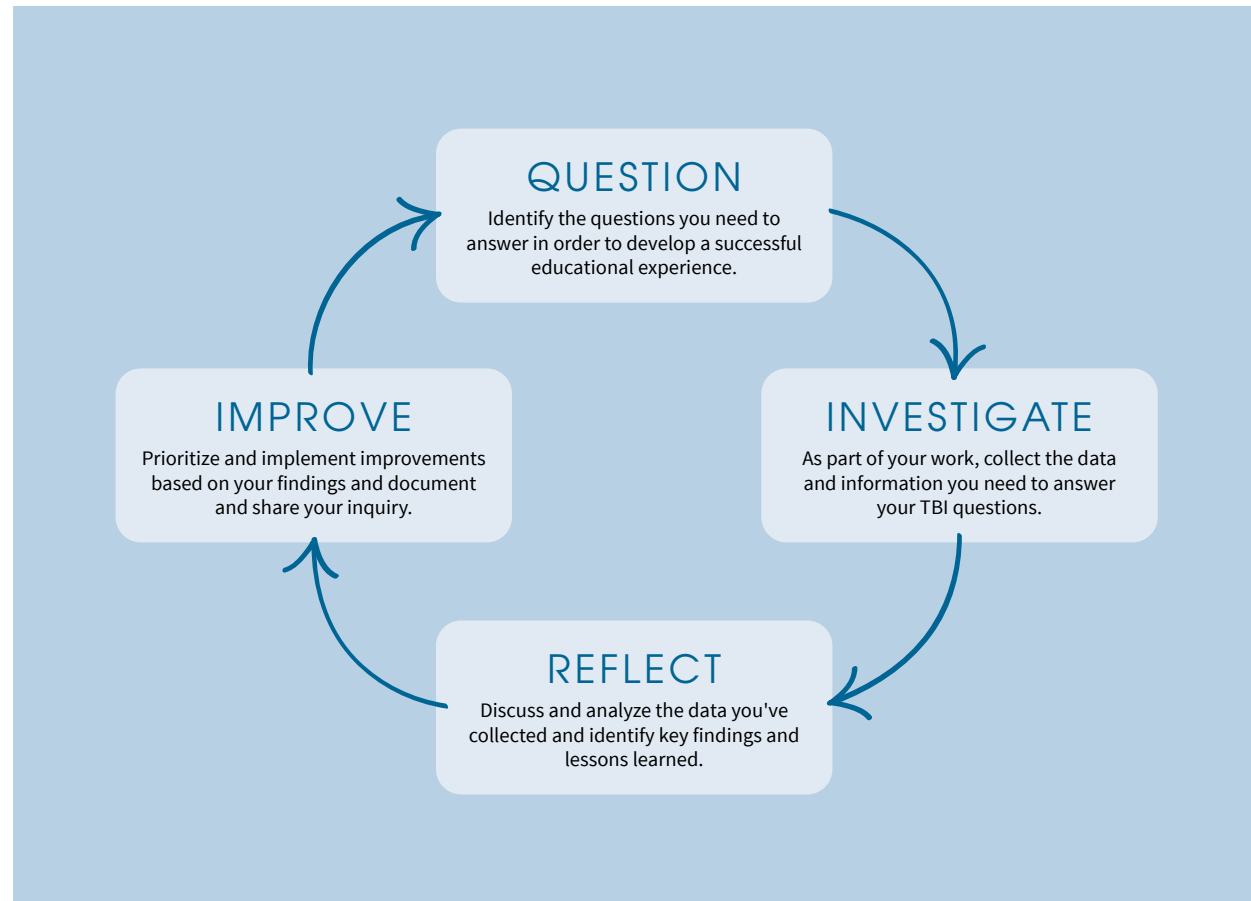 QUESTION
Identify the questions you need to
answer in order to develop a successful
educational experience.
IMPROVE
Prioritize and implement improvements
based on your findings and document
and share your inquiry.
INVESTIGATE
As part of your work, collect the data
and information you need to answer
your TBI questions.
REFLECT
Discuss and analyze the data you've
collected and identify key findings and
lessons learned.